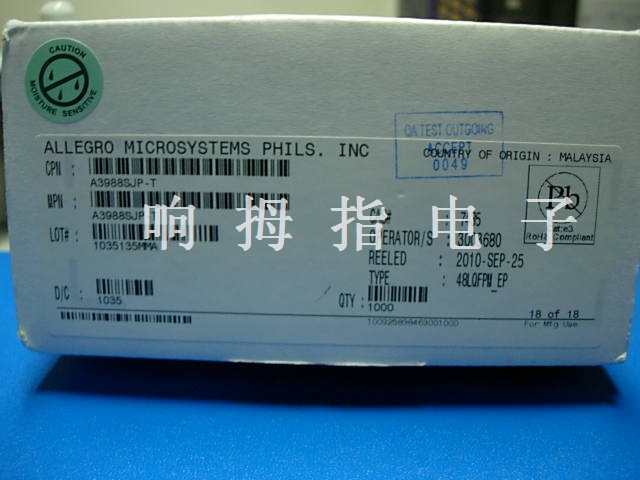 CAUTION
MOISTURE SENSITIVE
ALLEGRO MICROSYSTEMS PHILS. INC
QA TEST OUTGOING
ACCEPT
0049
COUNTRY OF ORIGIN : MALAYSIA
CPN :
A3988SJP-T
MPN :
A3988SJP-T
LOT# :
1035135MMA
Pb
RoHS Compliant
OPERATOR/S :
REELED : 2010-SEP-25
TYPE : 48LQFPM_EP
D/C :
1035
QTY :
1000
18 of 18
For Mfg Use
响拇指电子